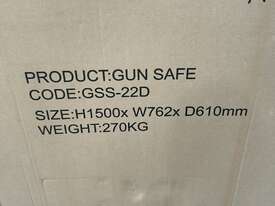 PRODUCT:GUN SAFE
CODE:GSS-22D
SIZE:H1500x W762x D610mm
WEIGHT:270KG